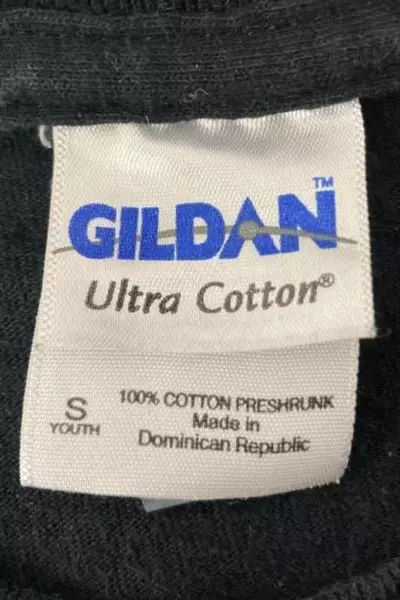 GILDAN™
Ultra Cotton®
S
YOUTH
100% COTTON PRESHRUNK
Made in
Dominican Republic